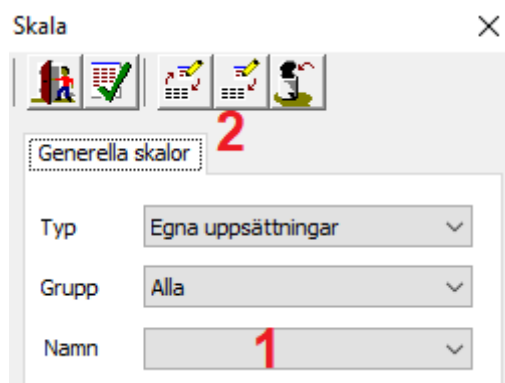 Skala
2
Generella skalor
Typ Egna uppsättningar
Grupp Alla
Namn 1